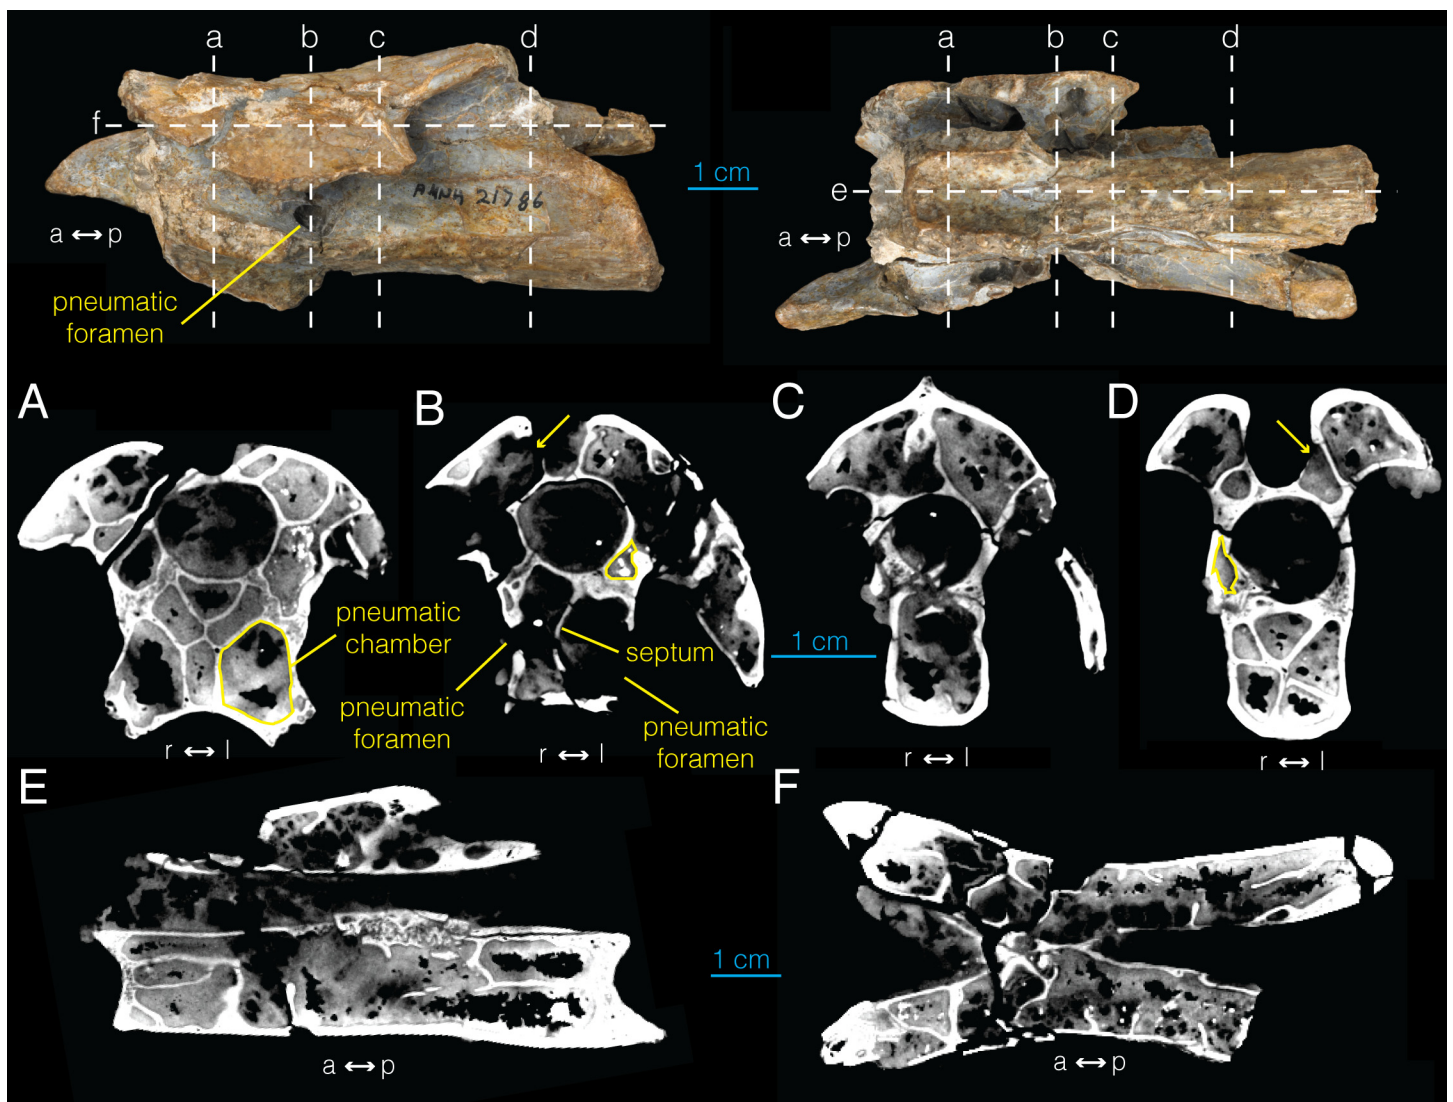 a b c d
a b c d
f
1 cm
e
AMNH 21786
a ↔ p
a ↔ p
pneumatic
foramen
A
B
C
D
pneumatic
chamber
septum
1 cm
pneumatic
foramen
pneumatic
foramen
r ↔ l
r ↔ l
r ↔ l
r ↔ l
E
F
1 cm
a ↔ p
a ↔ p